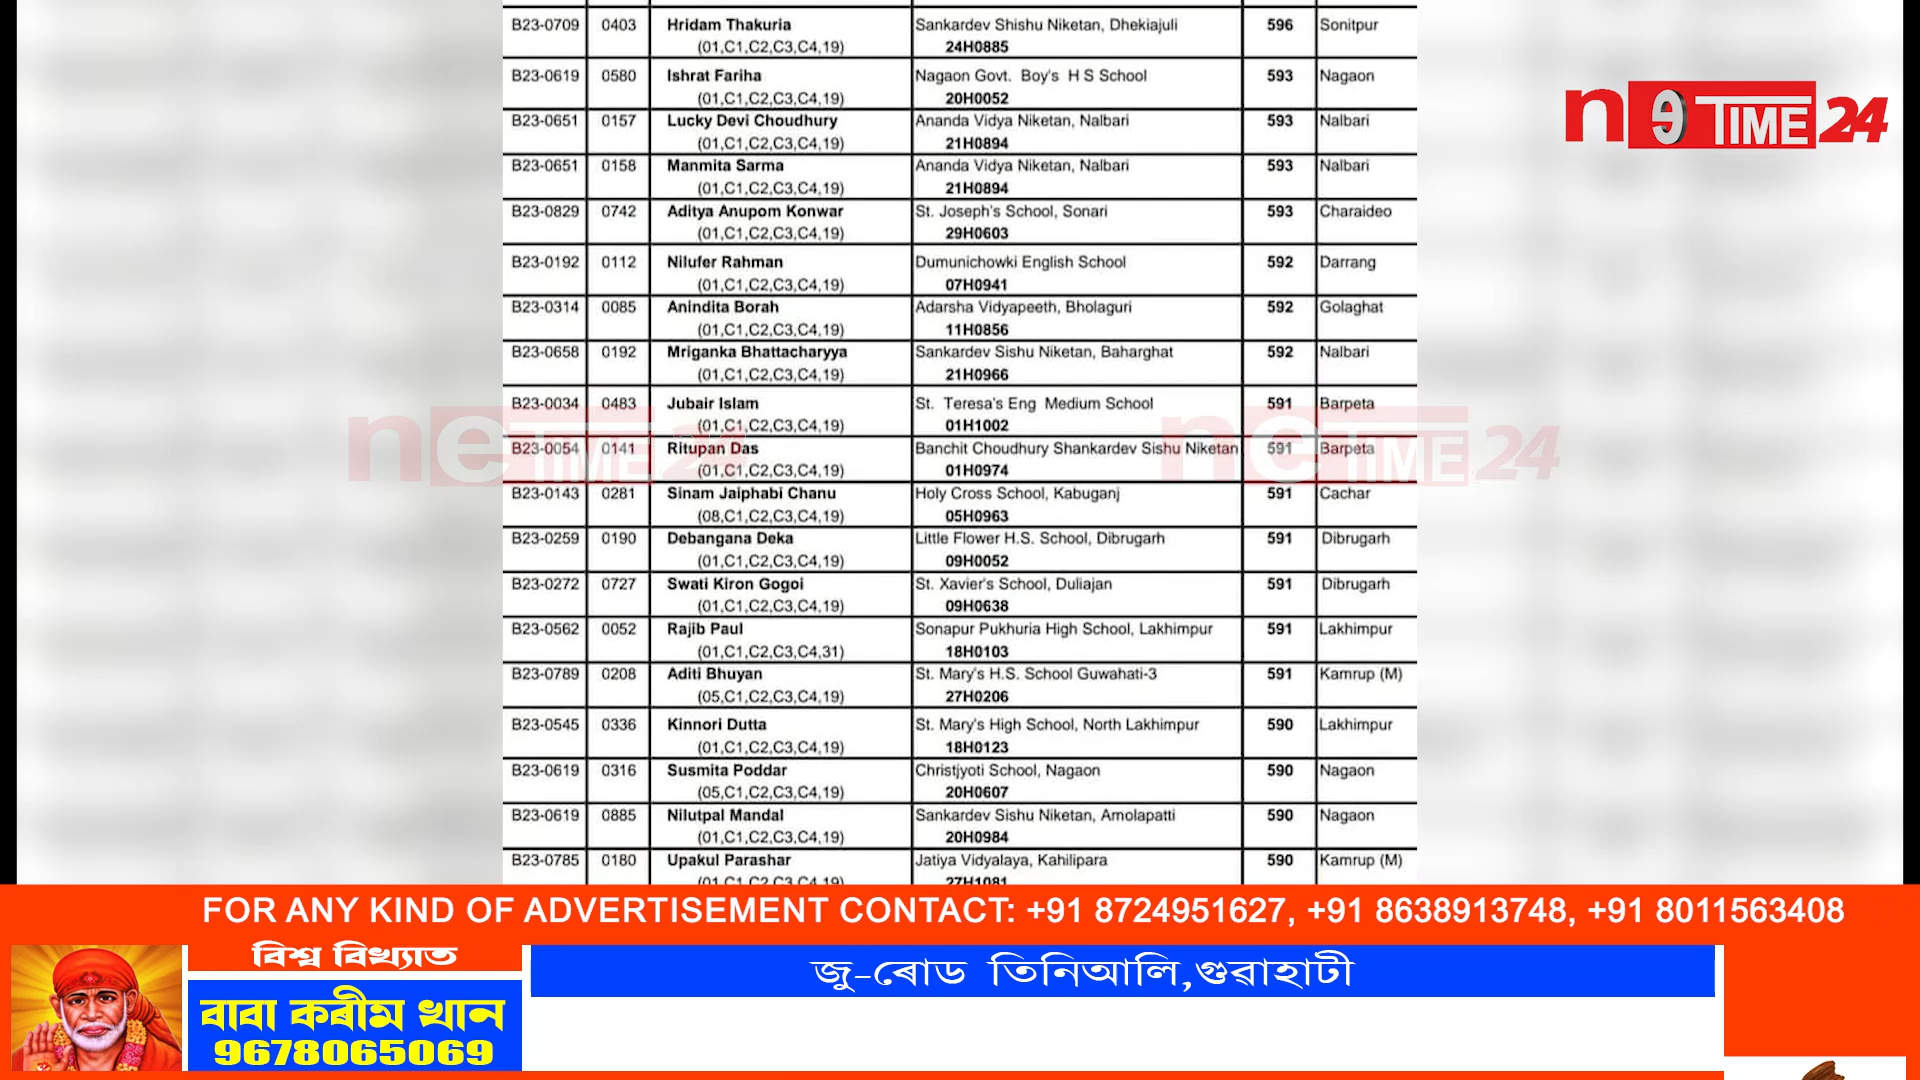 B23-0709 0403 Hridam Thakuria Sankardev Shishu Niketan, Dhekiajuli 596 Sonitpur
(01,C1,C2,C3,C4,19) 24H0885
B23-0619 0580 Ishrat Fariha Nagaon Govt. Boy's H S School 593 Nagaon
(01,C1,C2,C3,C4,19) 20H0052
B23-0651 0157 Lucky Devi Choudhury Ananda Vidya Niketan, Nalbari 593 Nalbari
(01,C1,C2,C3,C4,19) 21H0894
B23-0651 0158 Manmita Sarma Ananda Vidya Niketan, Nalbari 593 Nalbari
(01,C1,C2,C3,C4,19) 21H0894
B23-0829 0742 Aditya Anupom Konwar St. Joseph's School, Sonari 593 Charaideo
(01,C1,C2,C3,C4,19) 29H0603
B23-0192 0112 Nilufer Rahman Dumunichowki English School 592 Darrang
(01,C1,C2,C3,C4,19) 07H0941
B23-0314 0085 Anindita Borah Adarsha Vidyapeeth, Bholaguri 592 Golaghat
(01,C1,C2,C3,C4,19) 11H0856
B23-0658 0192 Mriganka Bhattacharyya Sankardev Sishu Niketan, Baharghat 592 Nalbari
(01,C1,C2,C3,C4,19) 21H0966
B23-0034 0483 Jubair Islam St. Teresa's Eng Medium School 591 Barpeta
(01,C1,C2,C3,C4,19) 01H1002
B23-0054 0141 Ritupan Das Banchit Choudhury Shankardev Sishu Niketan 591 Barpeta
(01,C1,C2,C3,C4,19) 01H0974
B23-0143 0281 Sinam Jaiphabi Chanu Holy Cross School, Kabuganj 591 Cachar
(08,C1,C2,C3,C4,19) 05H0963
B23-0259 0190 Debangana Deka Little Flower H.S. School, Dibrugarh 591 Dibrugarh
(01,C1,C2,C3,C4,19) 09H0052
B23-0272 0727 Swati Kiron Gogoi St. Xavier's School, Duliajan 591 Dibrugarh
(01,C1,C2,C3,C4,19) 09H0638
B23-0562 0052 Rajib Paul Sonapur Pukhuria High School, Lakhimpur 591 Lakhimpur
(01,C1,C2,C3,C4,31) 18H0103
B23-0789 0208 Aditi Bhuyan St. Mary's H.S. School Guwahati-3 591 Kamrup (M)
(05,C1,C2,C3,C4,19) 27H0206
B23-0545 0336 Kinnori Dutta St. Mary's High School, North Lakhimpur 590 Lakhimpur
(01,C1,C2,C3,C4,19) 18H0123
B23-0619 0316 Susmita Poddar Christjyoti School, Nagaon 590 Nagaon
(05,C1,C2,C3,C4,19) 20H0607
B23-0619 0885 Nilutpal Mandal Sankardev Sishu Niketan, Amolapatti 590 Nagaon
(01,C1,C2,C3,C4,19) 20H0984
B23-0785 0180 Upakul Parashar Jatiya Vidyalaya, Kahilipara 590 Kamrup (M)
(01,C1,C2,C3,C4,19) 27H1081
ne TIME 24
ne TIME 24
ne TIME 24
FOR ANY KIND OF ADVERTISEMENT CONTACT: +91 8724951627, +91 8638913748, +91 8011563408
বিশ্ব বিখ্যাত
বাবা কৰীম খান
9678065069
জু-ৰোড তিনিআলি,গুৱাহাটী